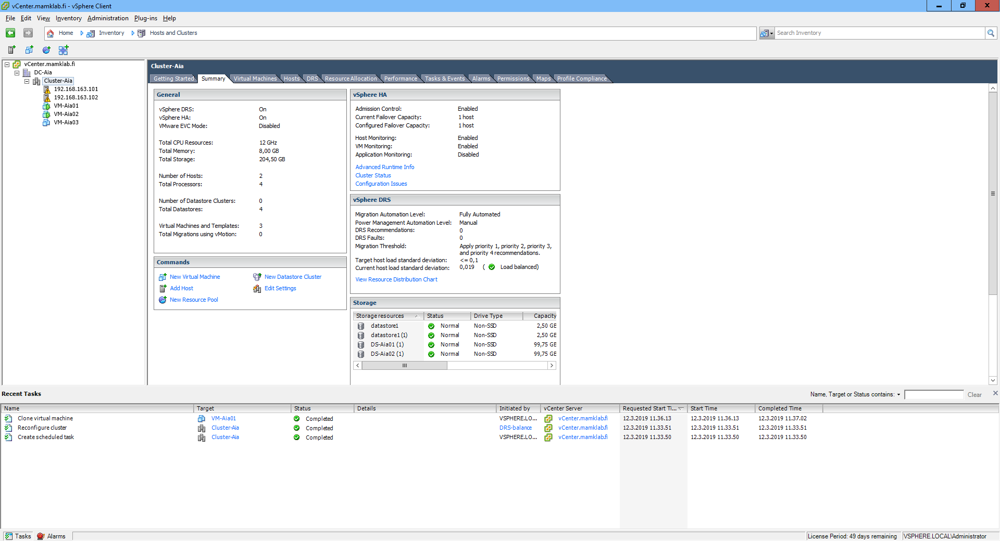 vCenter.mamklab.fi - vSphere Client
File Edit View Inventory Administration Plug-ins Help
Home Inventory Hosts and Clusters
Search Inventory
vCenter.mamklab.fi
DC-Aia
Cluster-Aia
192.168.163.101
192.168.163.102
VM-Aia01
VM-Aia02
VM-Aia03
Cluster-Aia
Getting Started Summary Virtual Machines Hosts DRS Resource Allocation Performance Tasks & Events Alarms Permissions Maps Profile Compliance
General
vSphere DRS: On
vSphere HA: On
VMware EVC Mode: Disabled
Total CPU Resources: 12 GHz
Total Memory: 8,00 GB
Total Storage: 204,50 GB
Number of Hosts: 2
Total Processors: 4
Number of Datastore Clusters: 0
Total Datastores: 4
Virtual Machines and Templates: 3
Total Migrations using vMotion: 0
Commands
New Virtual Machine New Datastore Cluster
Add Host Edit Settings
New Resource Pool
vSphere HA
Admission Control: Enabled
Current Failover Capacity: 1 host
Configured Failover Capacity: 1 host
Host Monitoring: Enabled
VM Monitoring: Enabled
Application Monitoring: Disabled
Advanced Runtime Info
Cluster Status
Configuration Issues
vSphere DRS
Migration Automation Level: Fully Automated
Power Management Automation Level: Manual
DRS Recommendations: 0
DRS Faults: 0
Migration Threshold: Apply priority 1, priority 2, priority 3,
and priority 4 recommendations.
Target host load standard deviation: <= 0,1
Current host load standard deviation: 0,019 ( Load balanced)
View Resource Distribution Chart
Storage
Storage resources Status Drive Type Capacity
datastore1 Normal Non-SSD 2,50 GB
datastore1 (1) Normal Non-SSD 2,50 GB
DS-Aia01 (1) Normal Non-SSD 99,75 GB
DS-Aia02 (1) Normal Non-SSD 99,75 GB
Recent Tasks
Name, Target or Status contains: Clear
Name Target Status Details Initiated by vCenter Server Requested Start Ti... Start Time Completed Time
Clone virtual machine VM-Aia01 Completed VSPHERE.LO... vCenter.mamklab.fi 12.3.2019 11.36.13 12.3.2019 11.36.13 12.3.2019 11.37.02
Reconfigure cluster Cluster-Aia Completed DRS-balance vCenter.mamklab.fi 12.3.2019 11.33.51 12.3.2019 11.33.51 12.3.2019 11.33.51
Create scheduled task Cluster-Aia Completed VSPHERE.LO... vCenter.mamklab.fi 12.3.2019 11.33.50 12.3.2019 11.33.50 12.3.2019 11.33.50
Tasks Alarms
License Period: 49 days remaining VSPHERE.LOCAL\Administrator